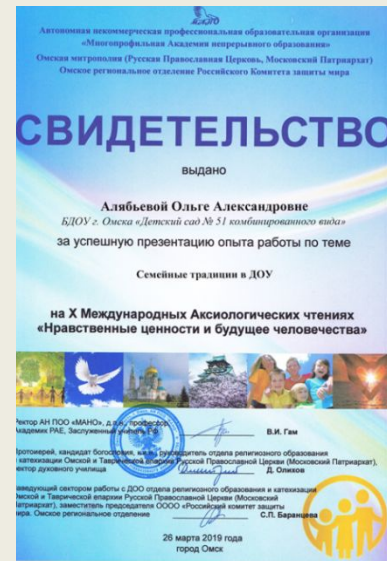 МАНО
Автономная некоммерческая профессиональная образовательная организация
«Многопрофильная Академия непрерывного образования»
Омская митрополия (Русская Православная Церковь, Московский Патриархат)
Омское региональное отделение Российского Комитета защиты мира
СВИДЕТЕЛЬСТВО
выдано
Алябьевой Ольге Александровне
БДОУ г. Омска «Детский сад № 51 комбинированного вида»
за успешную презентацию опыта работы по теме
Семейные традиции в ДОУ
на X Международных Аксиологических чтениях
«Нравственные ценности и будущее человечества»
Ректор АН ПОО «МАНО», д.п.н., профессор,
Академик РАЕ, Заслуженный учитель РФ
В.И. Гам
Протоиерей, кандидат богословия, руководитель отдела религиозного образования
и катехизации Омской и Таврической епархии Русской Православной Церкви (Московский Патриархат),
ректор духовного училища
Д. Олихов
Заведующий сектором работы с ДОО отдела религиозного образования и катехизации
Омской и Таврической епархии Русской Православной Церкви (Московский
Патриархат), заместитель председателя ОООО «Российский комитет защиты
мира. Омское региональное отделение
С.П. Баранцева
26 марта 2019 года
город Омск